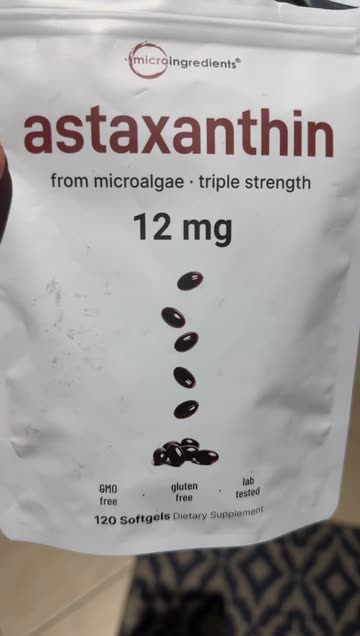 microingredients®
astaxanthin
from microalgae · triple strength
12 mg
GMO free · gluten free · lab tested
120 Softgels Dietary Supplement